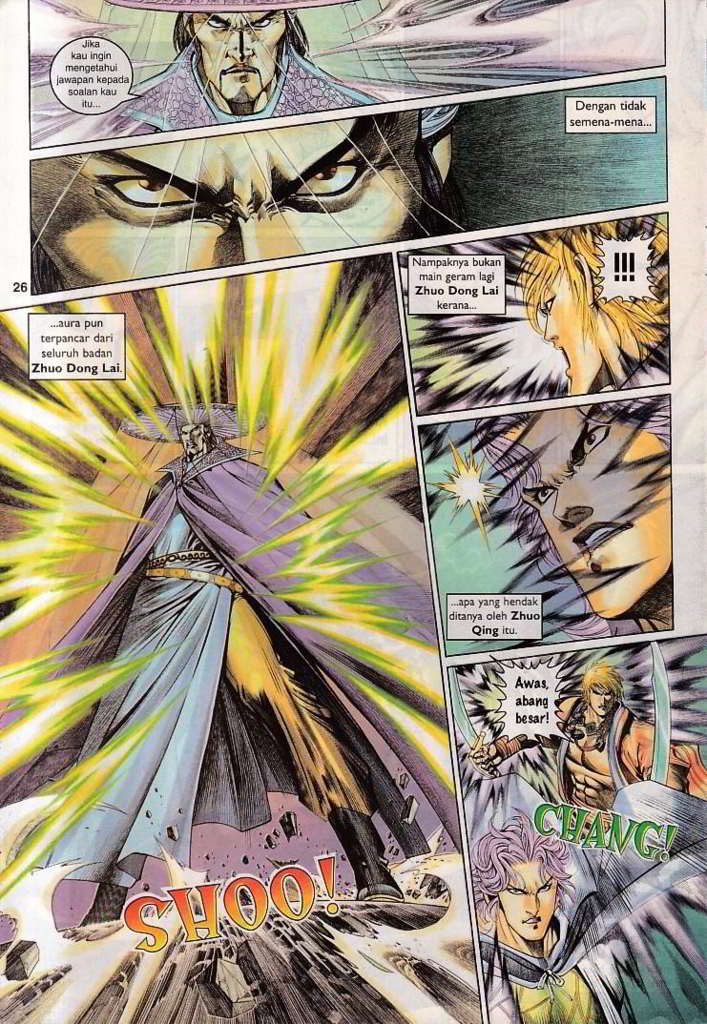 Jika
kau ingin
mengetahui
jawapan kepada
soalan kau
itu...
Dengan tidak
semena-mena...
26
...aura pun
terpancar dari
seluruh badan
Zhuo Dong Lai.
SHOO!
Nampaknya bukan
main geram lagi
Zhuo Dong Lai
kerana...
!!!
...apa yang hendak
ditanya oleh Zhuo
Qing itu.
Awas,
abang
besar!
CHANG!